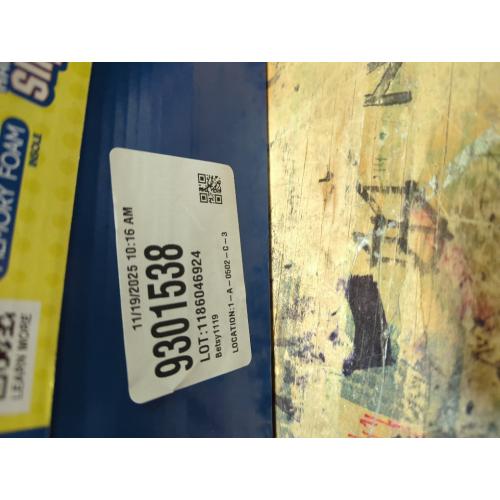 MEMORY FOAM
INSOLE
LEARN MORE
11/19/2025 10:16 AM
9301538
LOT:1186046924
Betsy1119
LOCATION:1-A-0502-C-3